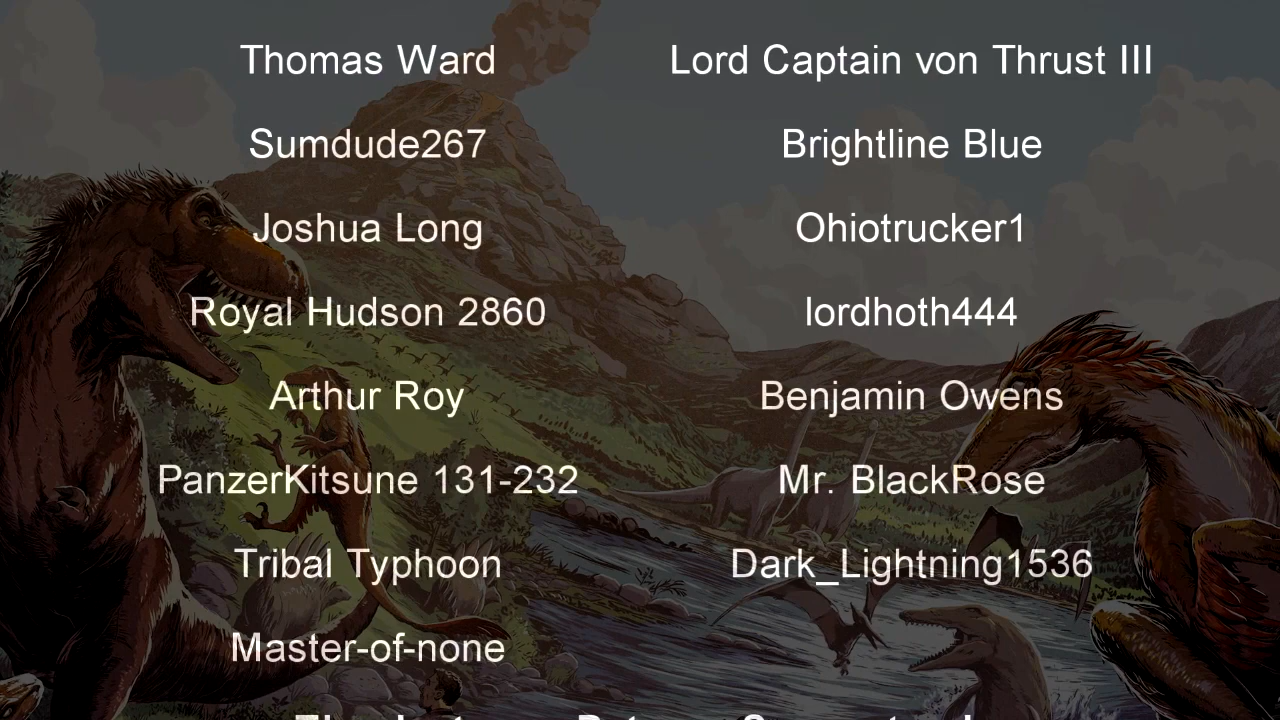 Thomas Ward
Lord Captain von Thrust III
Sumdude267
Brightline Blue
Joshua Long
Ohiotrucker1
Royal Hudson 2860
lordhoth444
Arthur Roy
Benjamin Owens
PanzerKitsune 131-232
Mr. BlackRose
Tribal Typhoon
Dark_Lightning1536
Master-of-none